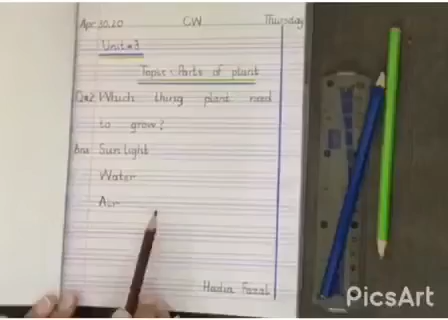 Apr 30.20 CW Thursday
Unit = 3
Topic : Parts of plant
Q=2 Which thing plant need
to grow?
Ans Sun light
Water
Air
Hadia Fazal
PicsArt